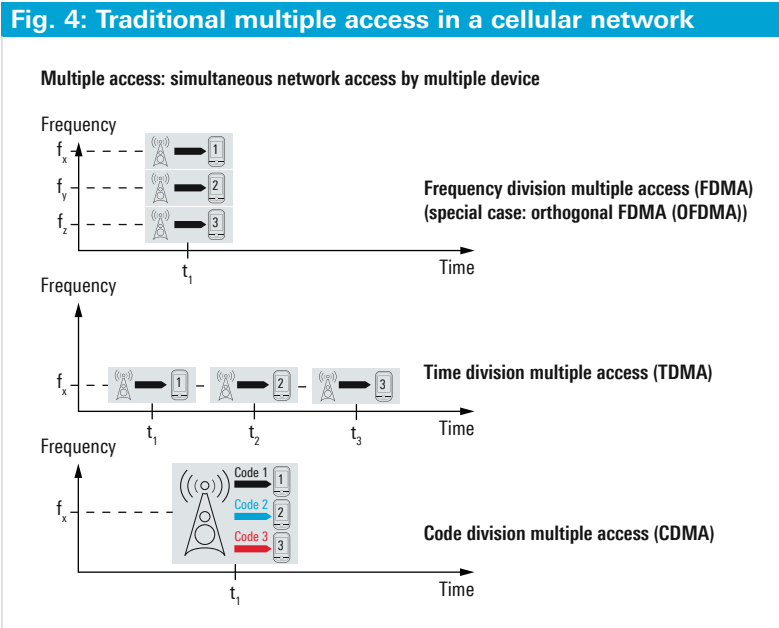 Fig. 4: Traditional multiple access in a cellular network
Multiple access: simultaneous network access by multiple device
Frequency
fx
1
fy
2
fz
3
Frequency division multiple access (FDMA)
(special case: orthogonal FDMA (OFDMA))
t1
Time
Frequency
fx
1
2
3
Time division multiple access (TDMA)
t1
t2
t3
Time
Frequency
fx
Code 1
1
Code 2
2
Code 3
3
Code division multiple access (CDMA)
t1
Time